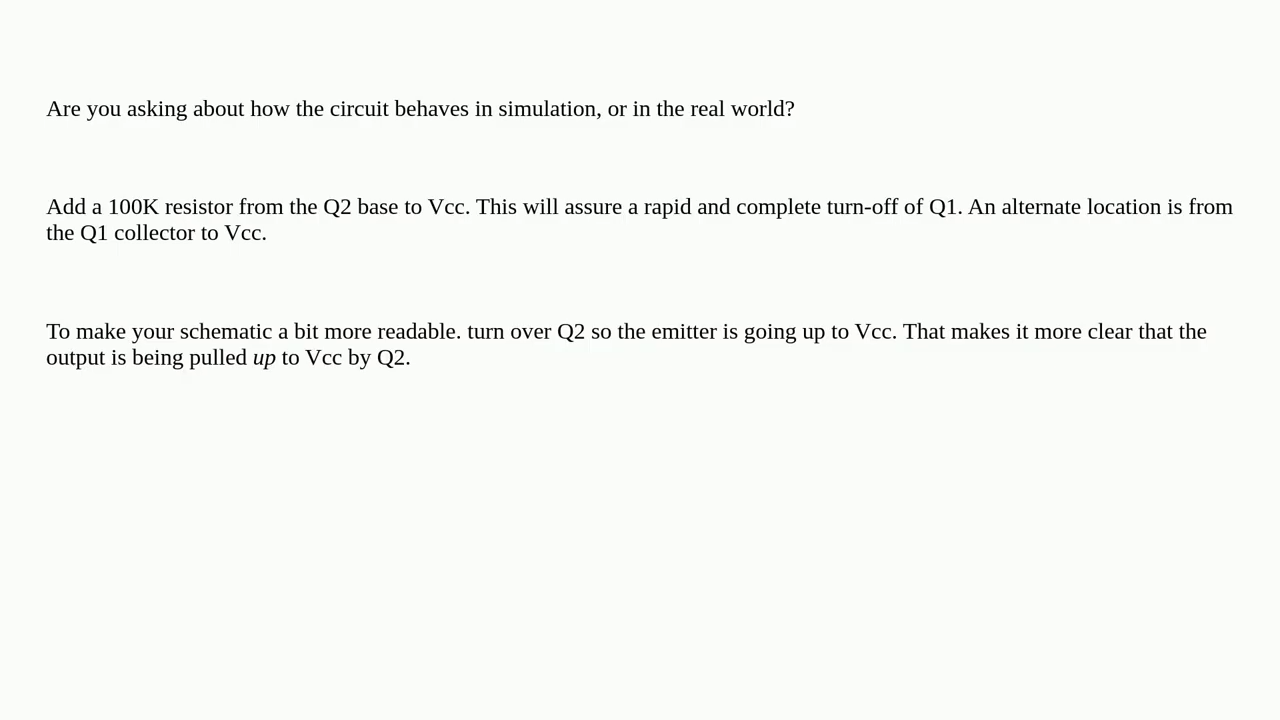 Are you asking about how the circuit behaves in simulation, or in the real world?
Add a 100K resistor from the Q2 base to Vcc. This will assure a rapid and complete turn-off of Q1. An alternate location is from
the Q1 collector to Vcc.
To make your schematic a bit more readable. turn over Q2 so the emitter is going up to Vcc. That makes it more clear that the
output is being pulled up to Vcc by Q2.